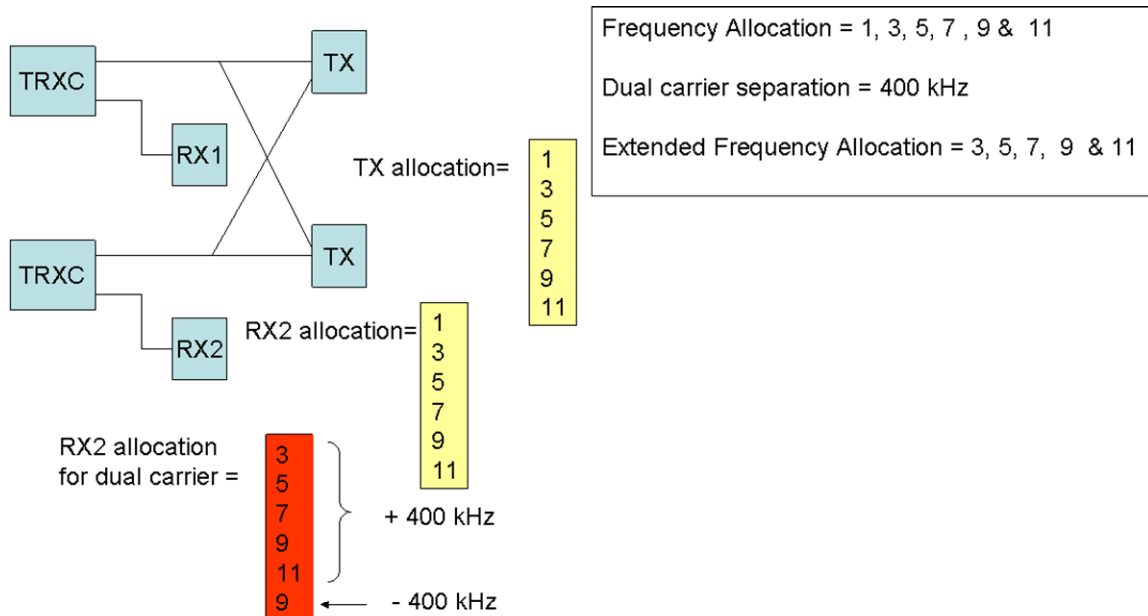 Frequency Allocation = 1, 3, 5, 7 , 9 & 11
Dual carrier separation = 400 kHz
Extended Frequency Allocation = 3, 5, 7, 9 & 11
TRXC
TX
RX1
TX allocation=
1
3
5
7
9
11
TRXC
TX
RX2
RX2 allocation=
1
3
5
7
9
11
RX2 allocation
for dual carrier =
3
5
7
9
11
9
+ 400 kHz
- 400 kHz